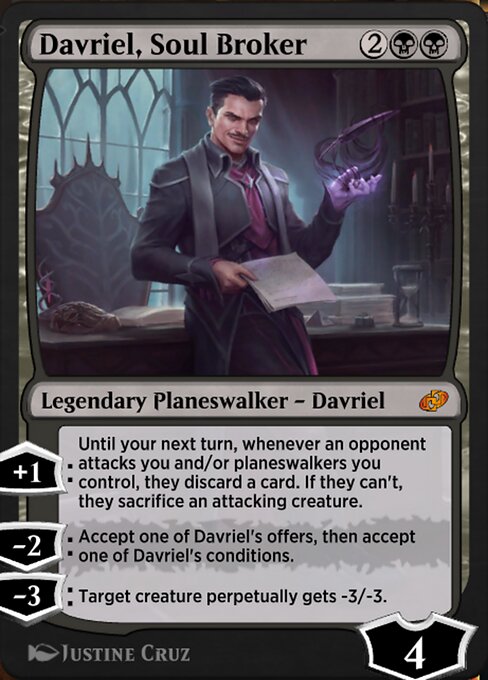 Davriel, Soul Broker 2
Legendary Planeswalker – Davriel
+1
Until your next turn, whenever an opponent
attacks you and/or planeswalkers you
control, they discard a card. If they can't,
they sacrifice an attacking creature.
–2
Accept one of Davriel's offers, then accept
one of Davriel's conditions.
–3
Target creature perpetually gets -3/-3.
Justine Cruz
4